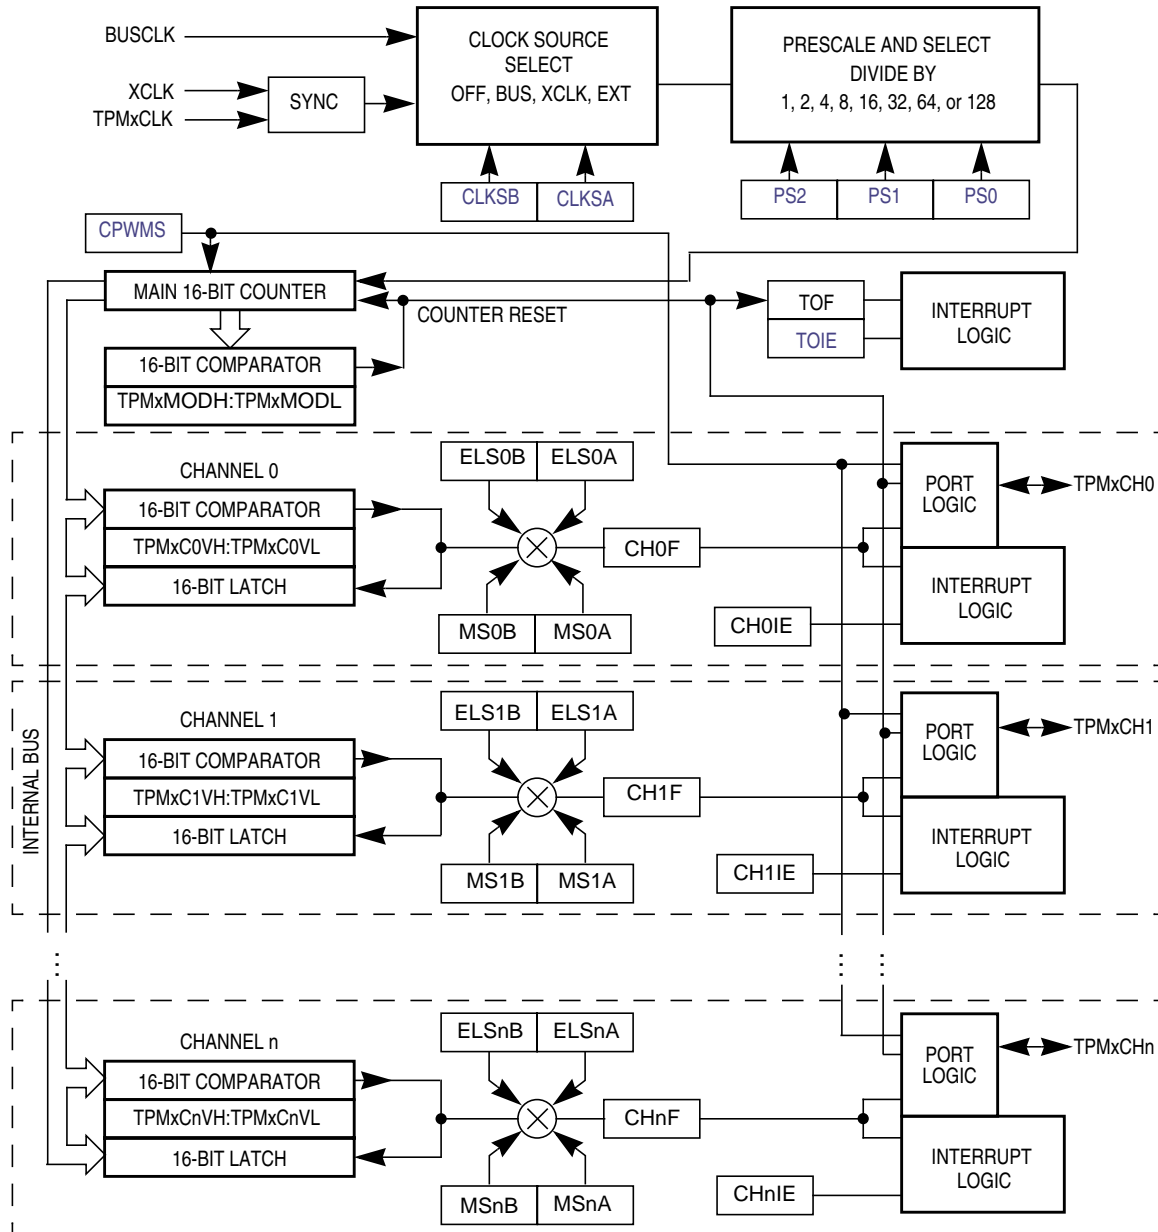 BUSCLK
XCLK
TPMxCLK
SYNC
CLOCK SOURCE
SELECT
OFF, BUS, XCLK, EXT
PRESCALE AND SELECT
DIVIDE BY
1, 2, 4, 8, 16, 32, 64, or 128
CLKSB
CLKSA
PS2
PS1
PS0
CPWMS
MAIN 16-BIT COUNTER
COUNTER RESET
TOF
TOIE
INTERRUPT
LOGIC
16-BIT COMPARATOR
TPMxMODH:TPMxMODL
CHANNEL 0
16-BIT COMPARATOR
TPMxC0VH:TPMxC0VL
16-BIT LATCH
ELS0B
ELS0A
CH0F
MS0B
MS0A
CH0IE
PORT
LOGIC
TPMxCH0
INTERRUPT
LOGIC
INTERNAL BUS
CHANNEL 1
16-BIT COMPARATOR
TPMxC1VH:TPMxC1VL
16-BIT LATCH
ELS1B
ELS1A
CH1F
MS1B
MS1A
CH1IE
PORT
LOGIC
TPMxCH1
INTERRUPT
LOGIC
...
... ...
CHANNEL n
16-BIT COMPARATOR
TPMxCnVH:TPMxCnVL
16-BIT LATCH
ELSnB
ELSnA
CHnF
MSnB
MSnA
CHnIE
PORT
LOGIC
TPMxCHn
INTERRUPT
LOGIC